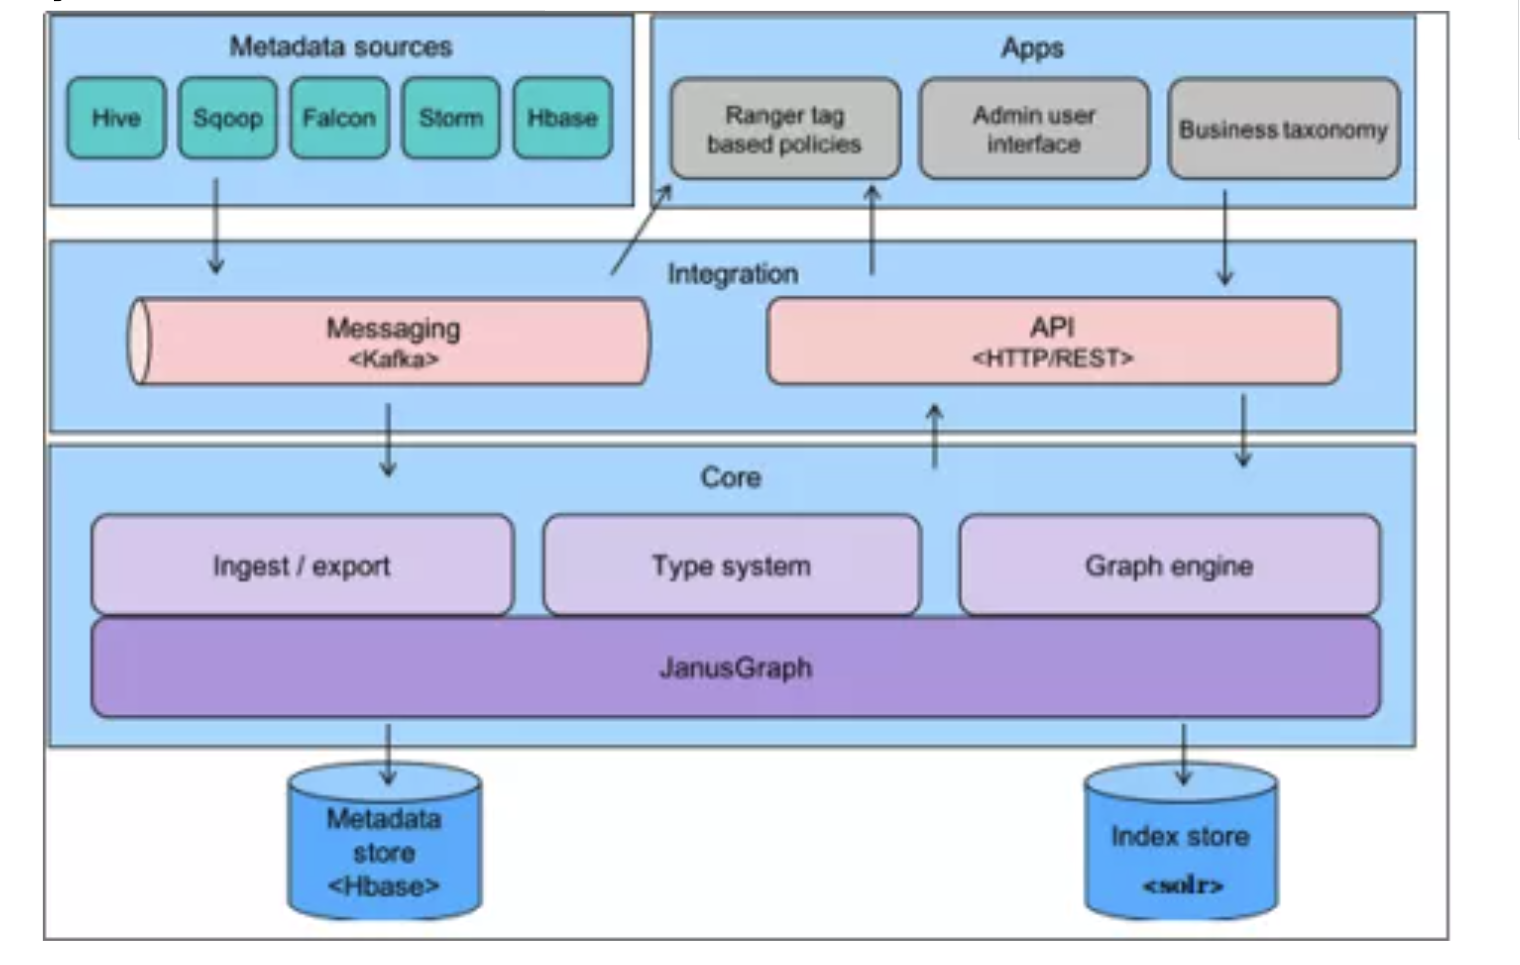 Metadata sources
Hive
Sqoop
Falcon
Storm
Hbase
Apps
Ranger tag
based policies
Admin user
interface
Business taxonomy
Integration
Messaging
<Kafka>
API
<HTTP/REST>
Core
Ingest / export
Type system
Graph engine
JanusGraph
Metadata
store
<Hbase>
Index store
<solr>